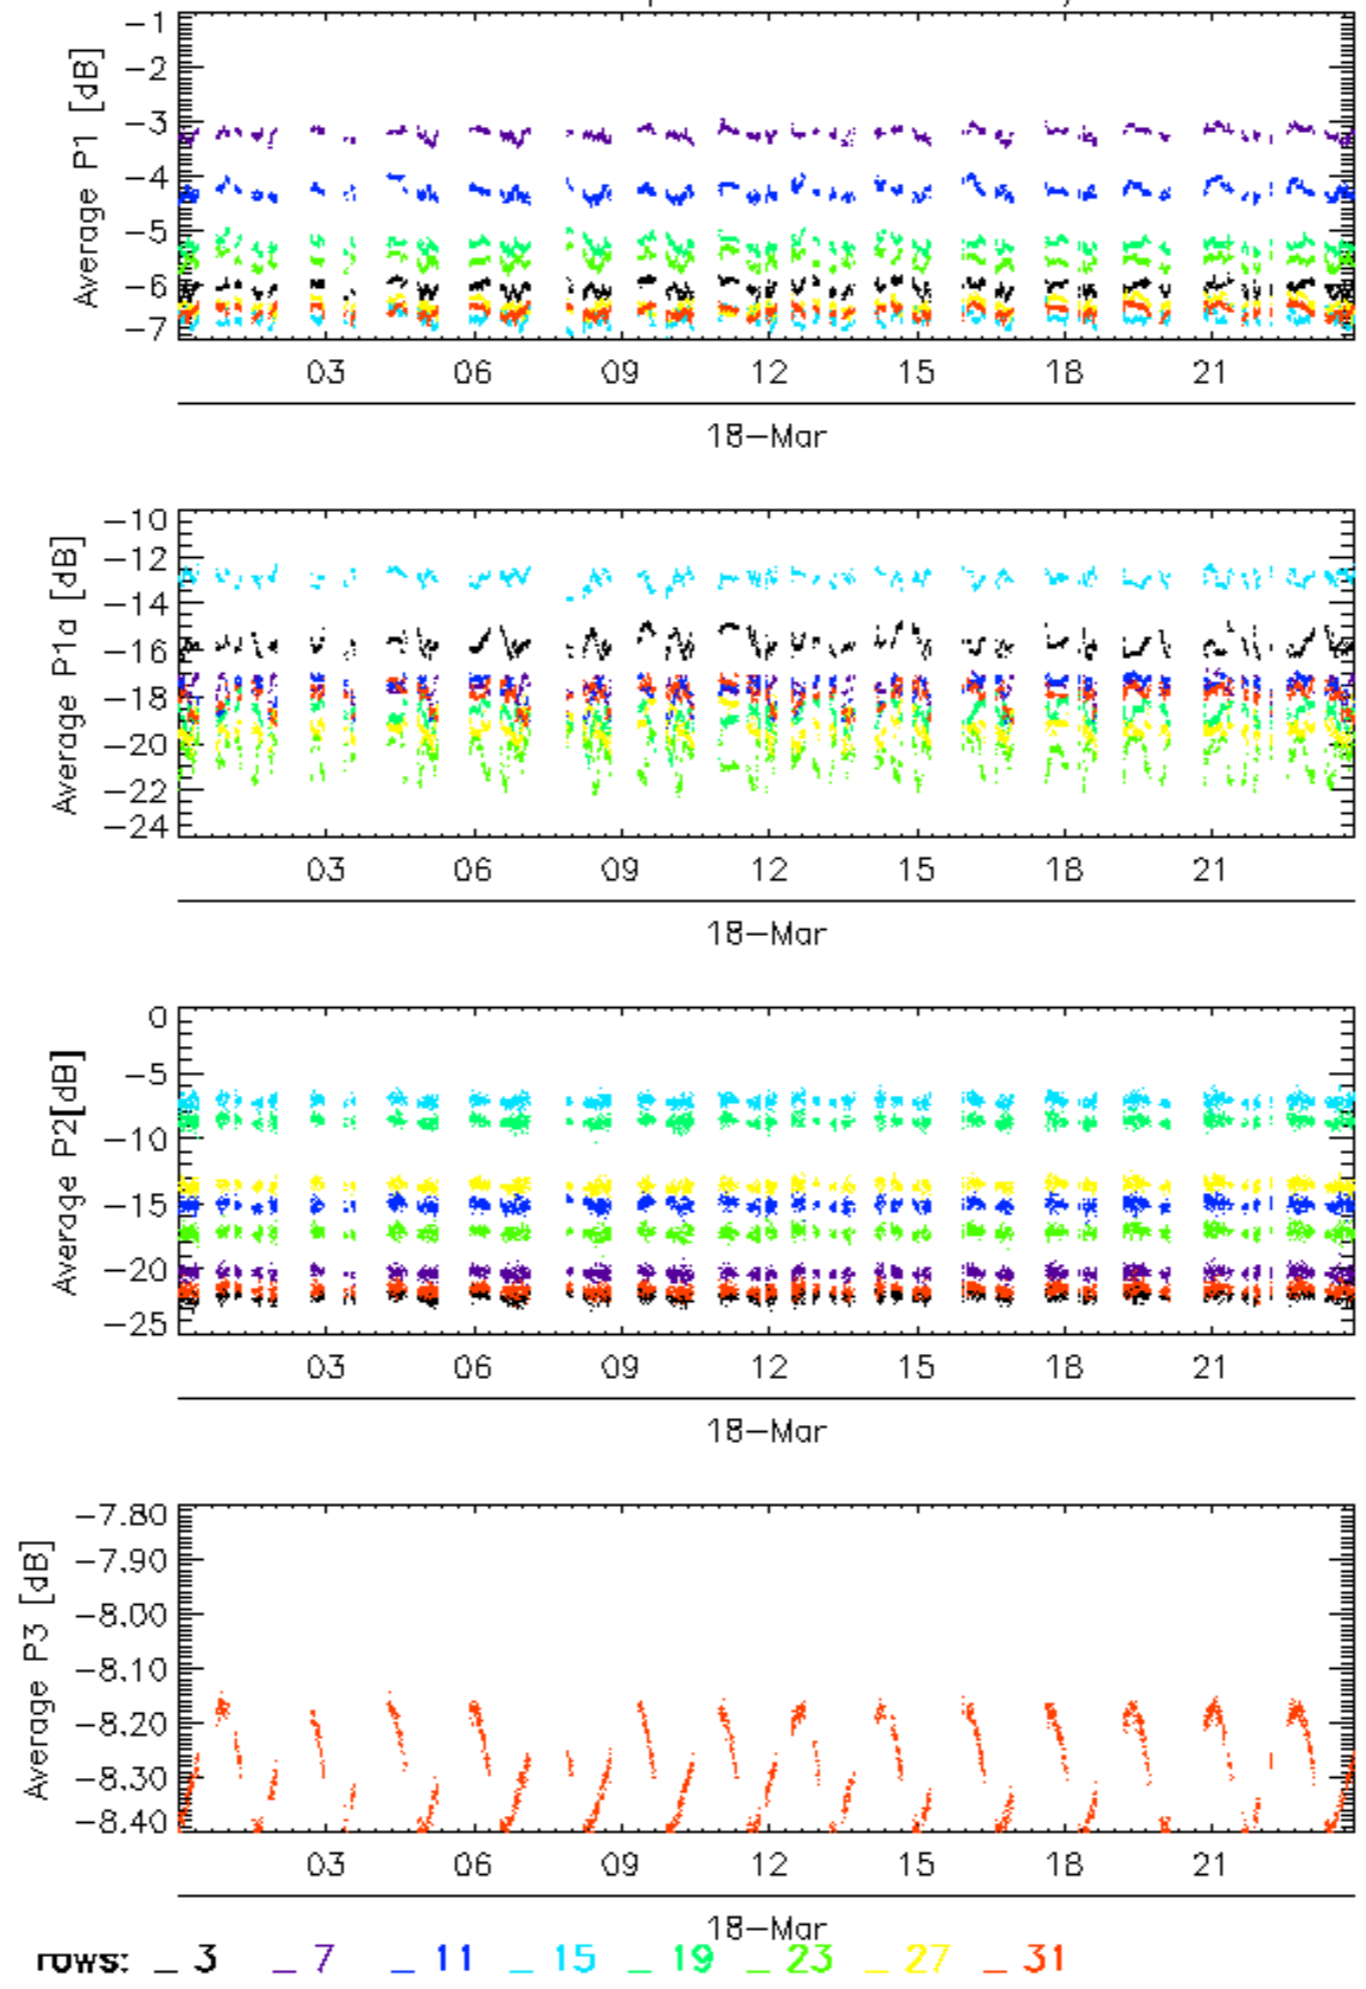 Average P1 [dB]
-1
-2
-3
-4
-5
-6
-7
03 06 09 12 15 18 21
18-Mar
Average P1a [dB]
-10
-12
-14
-16
-18
-20
-22
-24
03 06 09 12 15 18 21
18-Mar
Average P2[dB]
0
-5
-10
-15
-20
-25
03 06 09 12 15 18 21
18-Mar
Average P3 [dB]
-7.80
-7.90
-8.00
-8.10
-8.20
-8.30
-8.40
03 06 09 12 15 18 21
18-Mar
rows: _ 3 _ 7 _ 11 _ 15 _ 19 _ 23 _ 27 _ 31